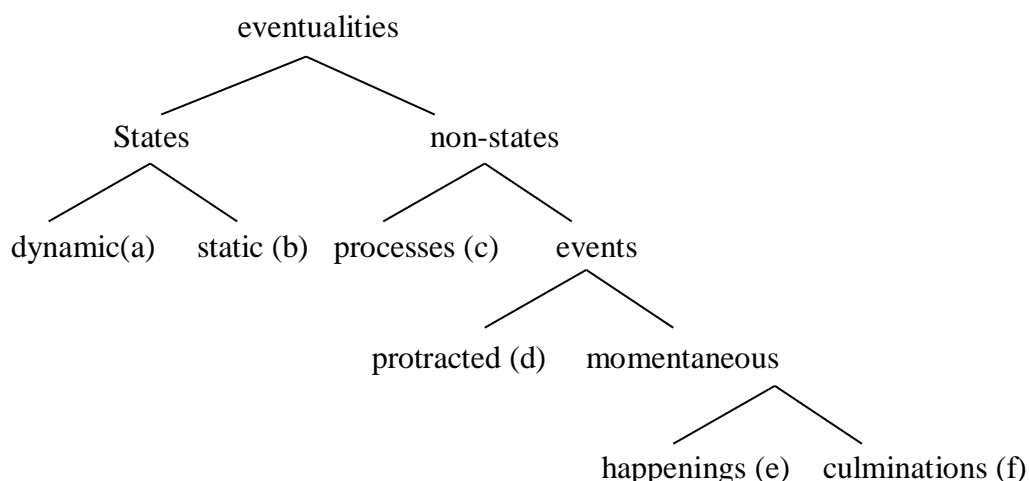 eventualities
States non-states
dynamic(a) static (b) processes (c) events
protracted (d) momentaneous
happenings (e) culminations (f)